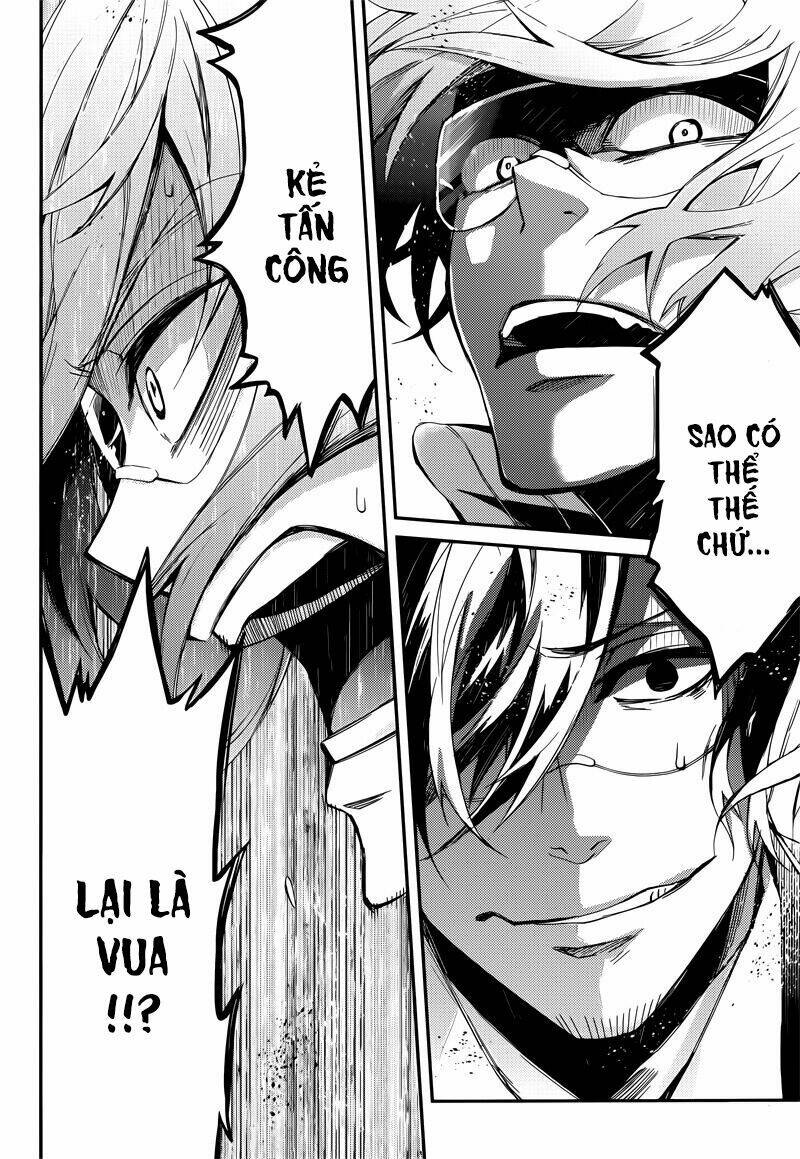 SAO CÓ
THỂ
THẾ
CHỨ...
KẺ
TẤN
CÔNG
LẠI LÀ
VUA
!!?